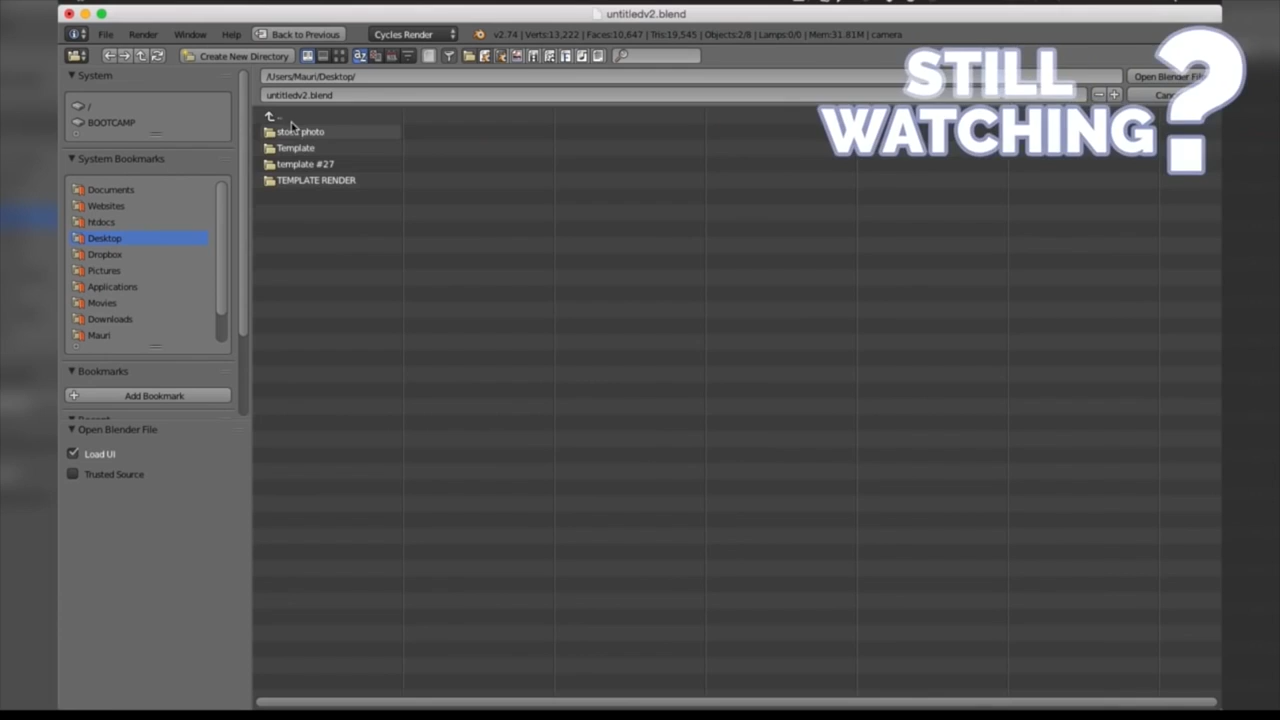 untitledv2.blend
File Render Window Help Back to Previous Cycles Render v2.74 | Verts:13,222 | Faces:10,647 | Tris:19,545 | Objects:2/8 | Lamps:0/0 | Mem:31.81M | camera
Create New Directory
STILL
WATCHING?
System
/
BOOTCAMP
System Bookmarks
Documents
Websites
htdocs
Desktop
Dropbox
Pictures
Applications
Movies
Downloads
Mauri
Bookmarks
Add Bookmark
Open Blender File
Load UI
Trusted Source
/Users/Mauri/Desktop/
Open Blender
untitledv2.blend
..
photo
Template
template #27
TEMPLATE RENDER